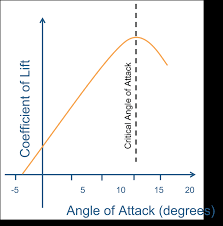 Coefficient of Lift
Critical Angle of Attack
-5 5 10 15 20
Angle of Attack (degrees)